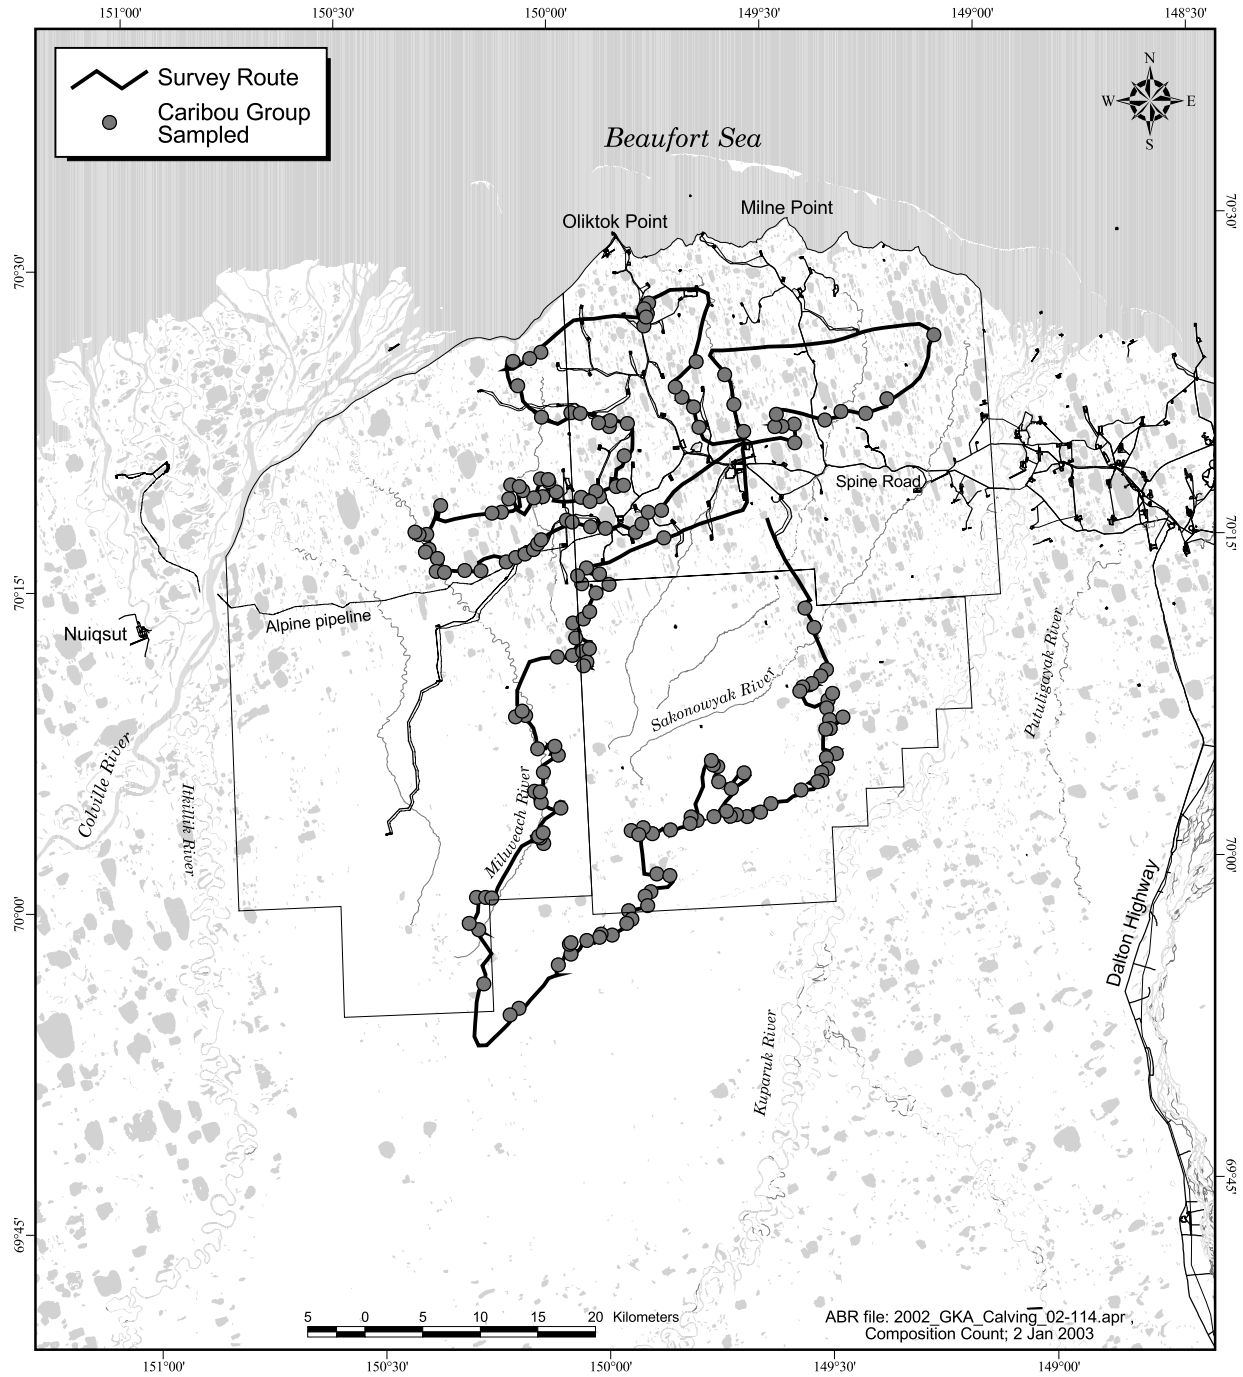 151°00'
150°30'
150°00'
149°30'
149°00'
148°30'
Survey Route
Caribou Group
Sampled
N
W
E
S
Beaufort Sea
Milne Point
Oliktok Point
70°30'
70°30'
Spine Road
70°15'
70°15'
Alpine pipeline
Nuiqsut
Sakonowyak River
Putuligayak River
Colville River
Itkillik River
Miluveach River
70°00'
70°00'
Dalton Highway
Kuparuk River
69°45'
69°45'
5 0 5 10 15 20 Kilometers
ABR file: 2002_GKA_Calving_02-114.apr ,
Composition Count; 2 Jan 2003
151°00'
150°30'
150°00'
149°30'
149°00'